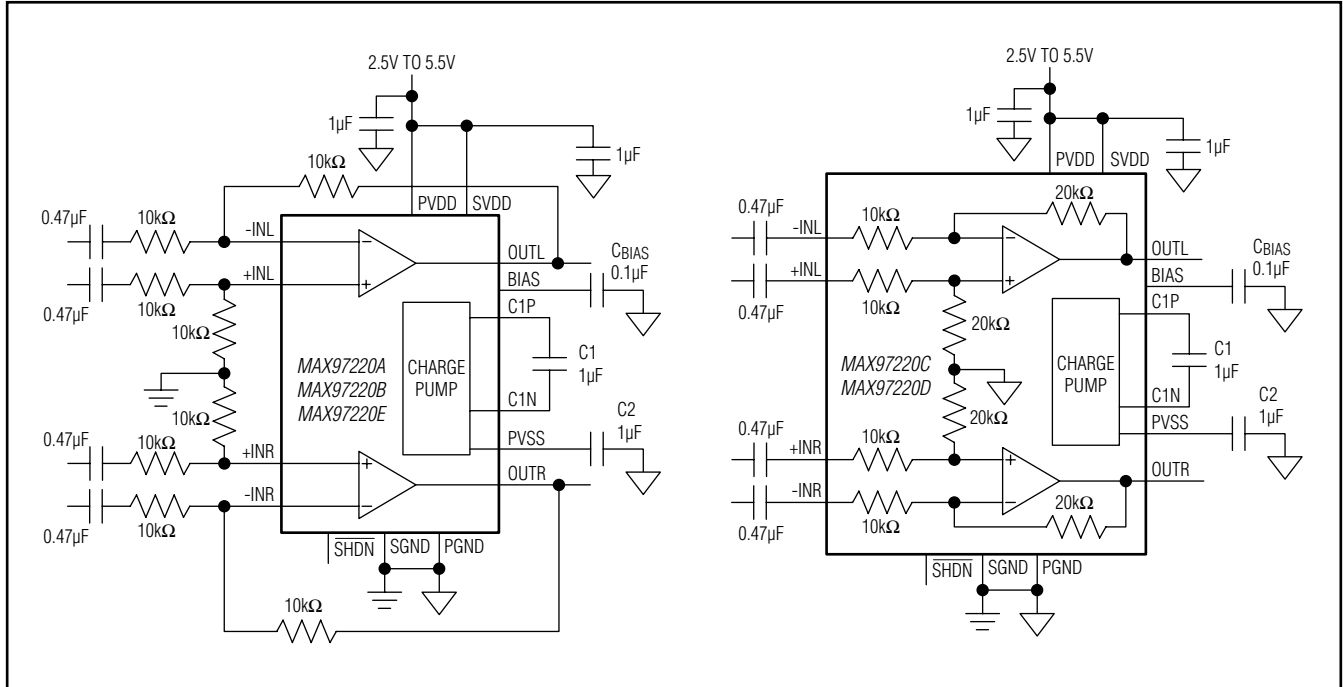 2.5V TO 5.5V
1µF
1µF
10kΩ
PVDD
SVDD
0.47µF
10kΩ
-INL
OUTL
CBIAS
0.1µF
BIAS
+INL
0.47µF
10kΩ
10kΩ
C1P
CHARGE
PUMP
C1
1µF
MAX97220A
MAX97220B
MAX97220E
C1N
10kΩ
C2
1µF
PVSS
0.47µF
10kΩ
+INR
OUTR
-INR
0.47µF
10kΩ
SHDN
SGND
PGND
10kΩ
2.5V TO 5.5V
1µF
1µF
PVDD
SVDD
20kΩ
0.47µF
-INL
10kΩ
OUTL
CBIAS
0.1µF
BIAS
+INL
0.47µF
10kΩ
20kΩ
C1P
CHARGE
PUMP
C1
1µF
MAX97220C
MAX97220D
C1N
20kΩ
C2
1µF
PVSS
0.47µF
+INR
10kΩ
OUTR
-INR
0.47µF
10kΩ
20kΩ
SHDN
SGND
PGND